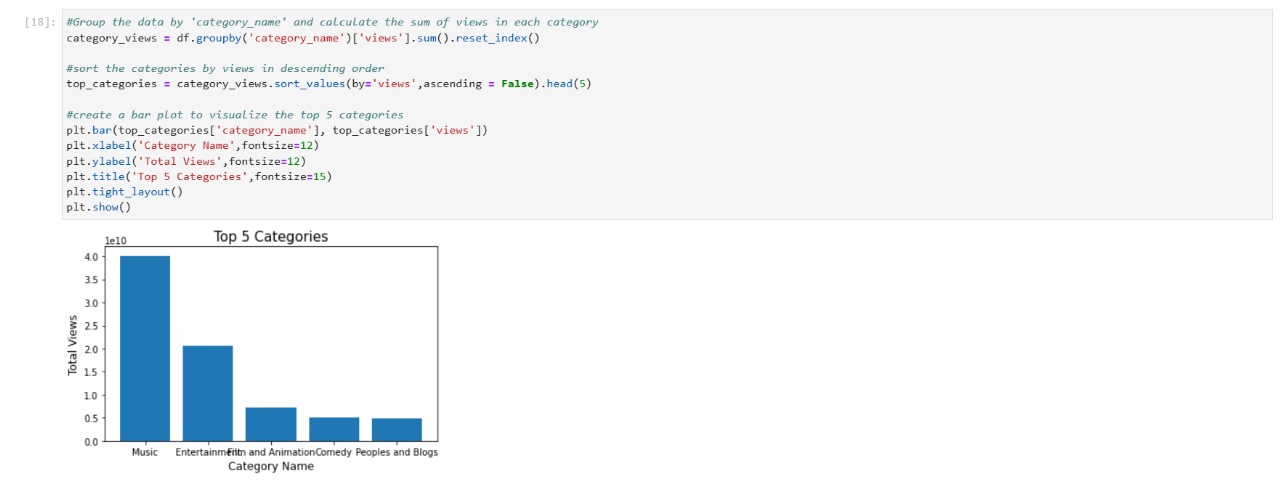 [18]: #Group the data by 'category_name' and calculate the sum of views in each category
category_views = df.groupby('category_name')['views'].sum().reset_index()
#sort the categories by views in descending order
top_categories = category_views.sort_values(by='views',ascending = False).head(5)
#create a bar plot to visualize the top 5 categories
plt.bar(top_categories['category_name'], top_categories['views'])
plt.xlabel('Category Name',fontsize=12)
plt.ylabel('Total Views',fontsize=12)
plt.title('Top 5 Categories',fontsize=15)
plt.tight_layout()
plt.show()
Top 5 Categories
1e10
4.0
3.5
3.0
2.5
2.0
1.5
1.0
0.5
0.0
Total Views
Music Entertainment Film and Animation Comedy Peoples and Blogs
Category Name